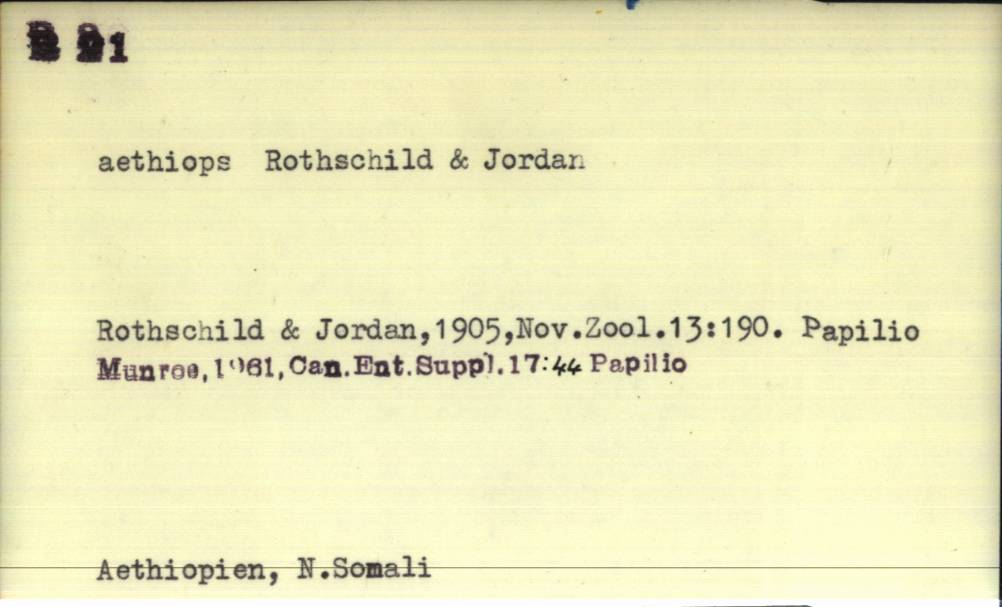 aethiops Rothschild & Jordan
Rothschild & Jordan,1905,Nov.Zool.13:190. Papilio
Munroe,1961,Can.Ent.Suppl.17:44 Papilio
Aethiopien, N.Somali